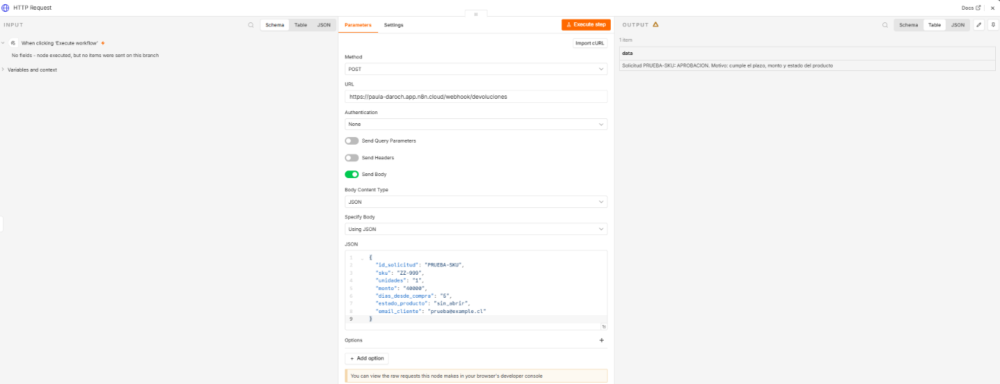 HTTP Request
Docs
INPUT
Schema Table JSON
When clicking 'Execute workflow'
No fields - node executed, but no items were sent on this branch
Variables and context
Parameters Settings
Execute step
Import cURL
Method
POST
URL
https://paula-daroch.app.n8n.cloud/webhook/devoluciones
Authentication
None
Send Query Parameters
Send Headers
Send Body
Body Content Type
JSON
Specify Body
Using JSON
JSON
1 {
2 "id_solicitud": "PRUEBA-SKU",
3 "sku": "ZZ-999",
4 "unidades": "1",
5 "monto": "40000",
6 "dias_desde_compra": "5",
7 "estado_producto": "sin_abrir",
8 "email_cliente": "prueba@example.cl"
9 }
Options
Add option
You can view the raw requests this node makes in your browser's developer console
OUTPUT
Schema Table JSON
1 item
data
Solicitud PRUEBA-SKU: APROBACION. Motivo: cumple el plazo, monto y estado del producto